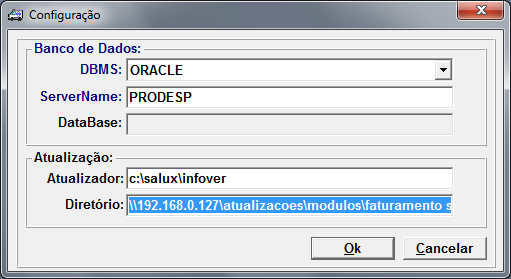 Configuração
Banco de Dados:
DBMS: ORACLE
ServerName: PRODESP
DataBase:
Atualização:
Atualizador: c:\salux\infover
Diretório: \\192.168.0.127\atualizacoes\modulos\faturamento s
Ok Cancelar